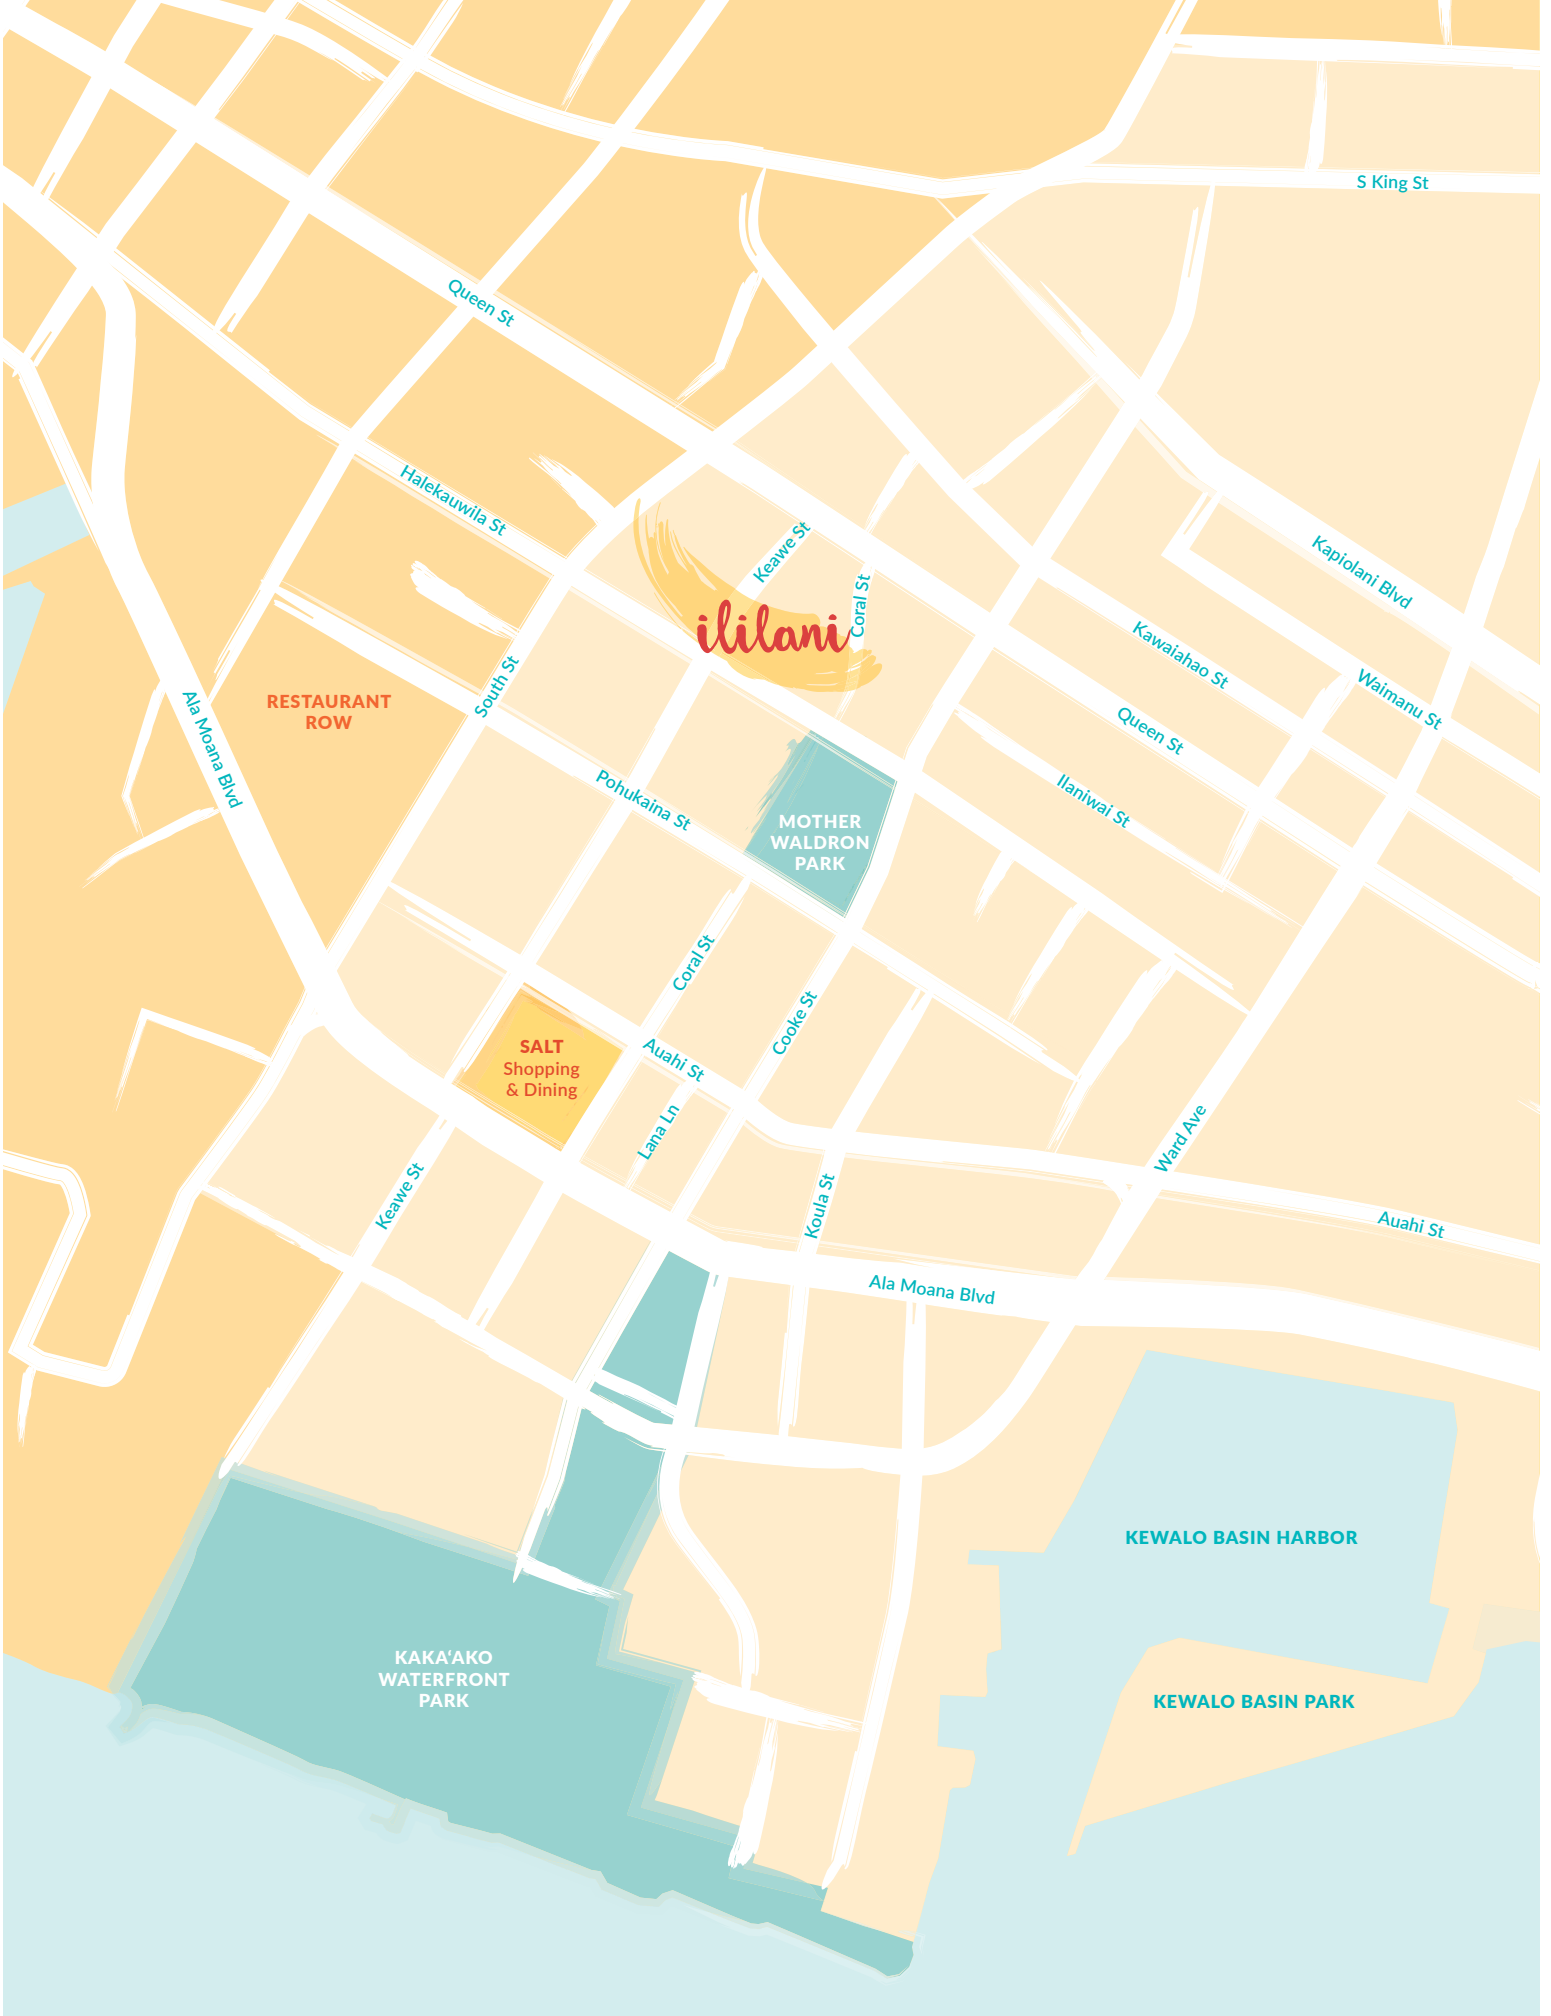 S King St
Queen St
Halekauwila St
Keawe St
Coral St
ililani
Kapiolani Blvd
Kawaiahao St
Waimanu St
Queen St
Ilaniwai St
South St
RESTAURANT
ROW
Ala Moana Blvd
Pohukaina St
MOTHER
WALDRON
PARK
Coral St
Cooke St
SALT
Shopping
& Dining
Auahi St
Lana Ln
Ward Ave
Keawe St
Koula St
Auahi St
Ala Moana Blvd
KEWALO BASIN HARBOR
KAKAʻAKO
WATERFRONT
PARK
KEWALO BASIN PARK